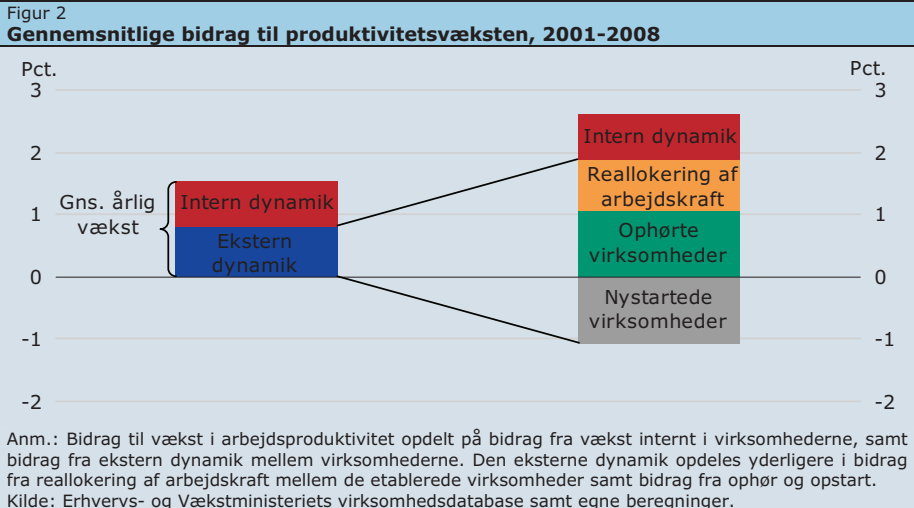 Figur 2
Gennemsnitlige bidrag til produktivitetsvæksten, 2001-2008
Pct.
Pct.
3
3
2
2
1
1
0
0
-1
-1
-2
-2
Gns. årlig
vækst
Intern dynamik
Ekstern
dynamik
Intern dynamik
Reallokering af
arbejdskraft
Ophørte
virksomheder
Nystartede
virksomheder
Anm.: Bidrag til vækst i arbejdsproduktivitet opdelt på bidrag fra vækst internt i virksomhederne, samt
bidrag fra ekstern dynamik mellem virksomhederne. Den eksterne dynamik opdeles yderligere i bidrag
fra reallokering af arbejdskraft mellem de etablerede virksomheder samt bidrag fra ophør og opstart.
Kilde: Erhvervs- og Vækstministeriets virksomhedsdatabase samt egne beregninger.